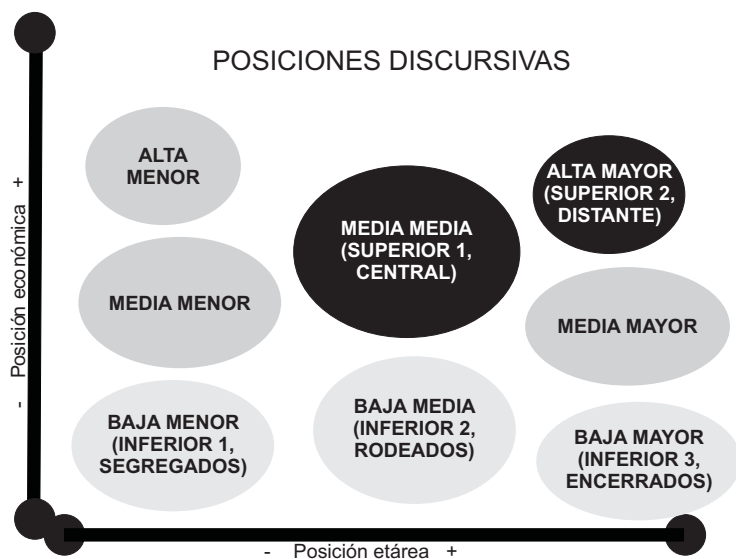 POSICIONES DISCURSIVAS
ALTA
MENOR
ALTA MAYOR
(SUPERIOR 2,
DISTANTE)
MEDIA MEDIA
(SUPERIOR 1,
CENTRAL)
MEDIA MENOR
MEDIA MAYOR
BAJA MENOR
(INFERIOR 1,
SEGREGADOS)
BAJA MEDIA
(INFERIOR 2,
RODEADOS)
BAJA MAYOR
(INFERIOR 3,
ENCERRADOS)
- Posición económica +
- Posición etárea +